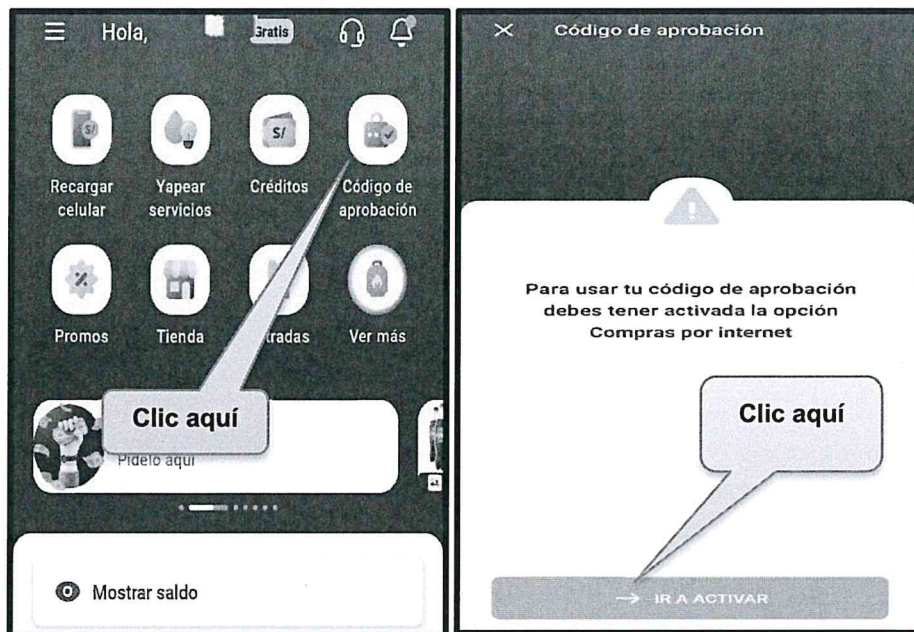 Hola,
Gratis
Recargar
celular
Yapear
servicios
Créditos
Código de
aprobación
Promos
Tienda
tradas
Ver más
Clic aquí
Pídelo aquí
Mostrar saldo
Código de aprobación
Para usar tu código de aprobación
debes tener activada la opción
Compras por internet
Clic aquí
→ IR A ACTIVAR